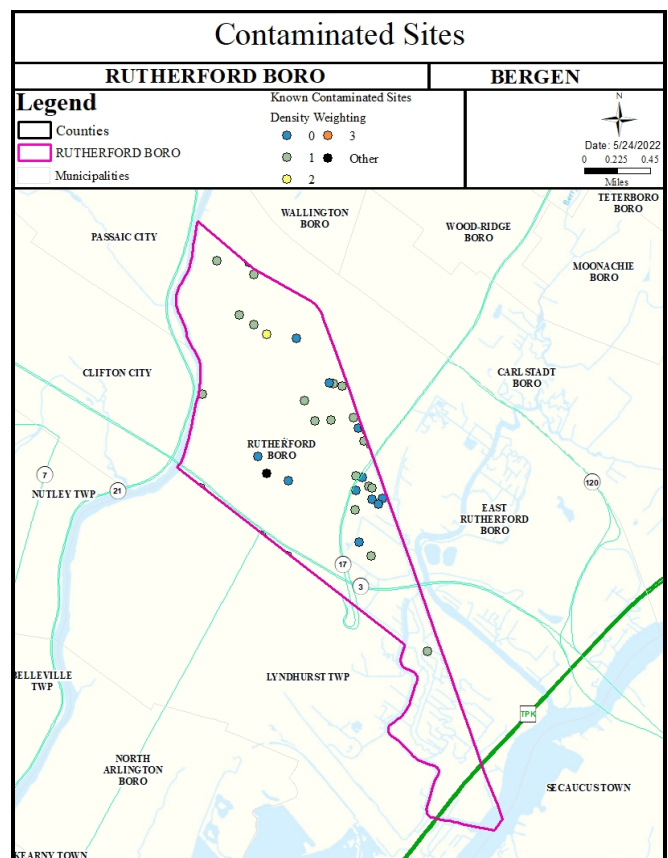 Contaminated Sites
RUTHERFORD BORO
BERGEN
Legend
Counties
RUTHERFORD BORO
Municipalities
Known Contaminated Sites
Density Weighting
0
3
1
Other
2
N
Date: 5/24/2022
0 0.225 0.45
Miles
TETERBORO
BORO
WALLINGTON
BORO
PASSAIC CITY
WOOD-RIDGE
BORO
MOONACHIE
BORO
CLIFTON CITY
CARLSTADT
BORO
RUTHERFORD
BORO
7
NUTLEY TWP
21
120
EAST
RUTHERFORD
BORO
17
3
BELLEVILLE
TWP
LYNDHURST TWP
TPK
NORTH
ARLINGTON
BORO
SECAUCUS TOWN
KEARNY TOWN